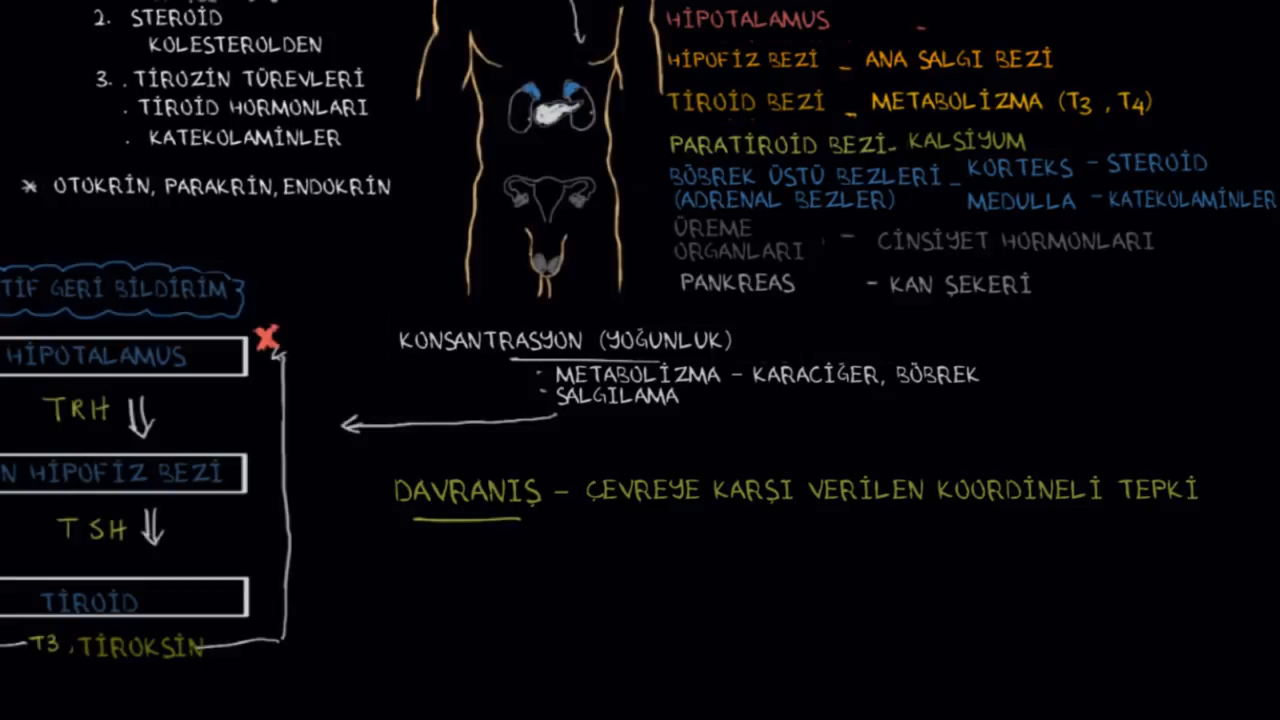 2. STEROİD
KOLESTEROLDEN
3. . TİROZİN TÜREVLERİ
. TİROİD HORMONLARI
. KATEKOLAMİNLER
* OTOKRİN, PARAKRİN, ENDOKRİN
HİPOTALAMUS -
HİPOFİZ BEZİ - ANA SALGI BEZİ
TİROİD BEZİ - METABOLİZMA (T3 , T4)
PARATİROİD BEZİ - KALSİYUM
BÖBREK ÜSTÜ BEZLERİ - KORTEKS - STEROİD
(ADRENAL BEZLER) MEDULLA - KATEKOLAMİNLER
ÜREME
ORGANLARI - CİNSİYET HORMONLARI
PANKREAS - KAN ŞEKERİ
TİF GERİ BİLDİRİM
HİPOTALAMUS
TRH
N HİPOFİZ BEZİ
TSH
TİROİD
T3, TİROKSİN
KONSANTRASYON (YOĞUNLUK)
· METABOLİZMA - KARACİĞER, BÖBREK
- SALGILAMA
DAVRANIŞ - ÇEVREYE KARŞI VERİLEN KOORDİNELİ TEPKİ